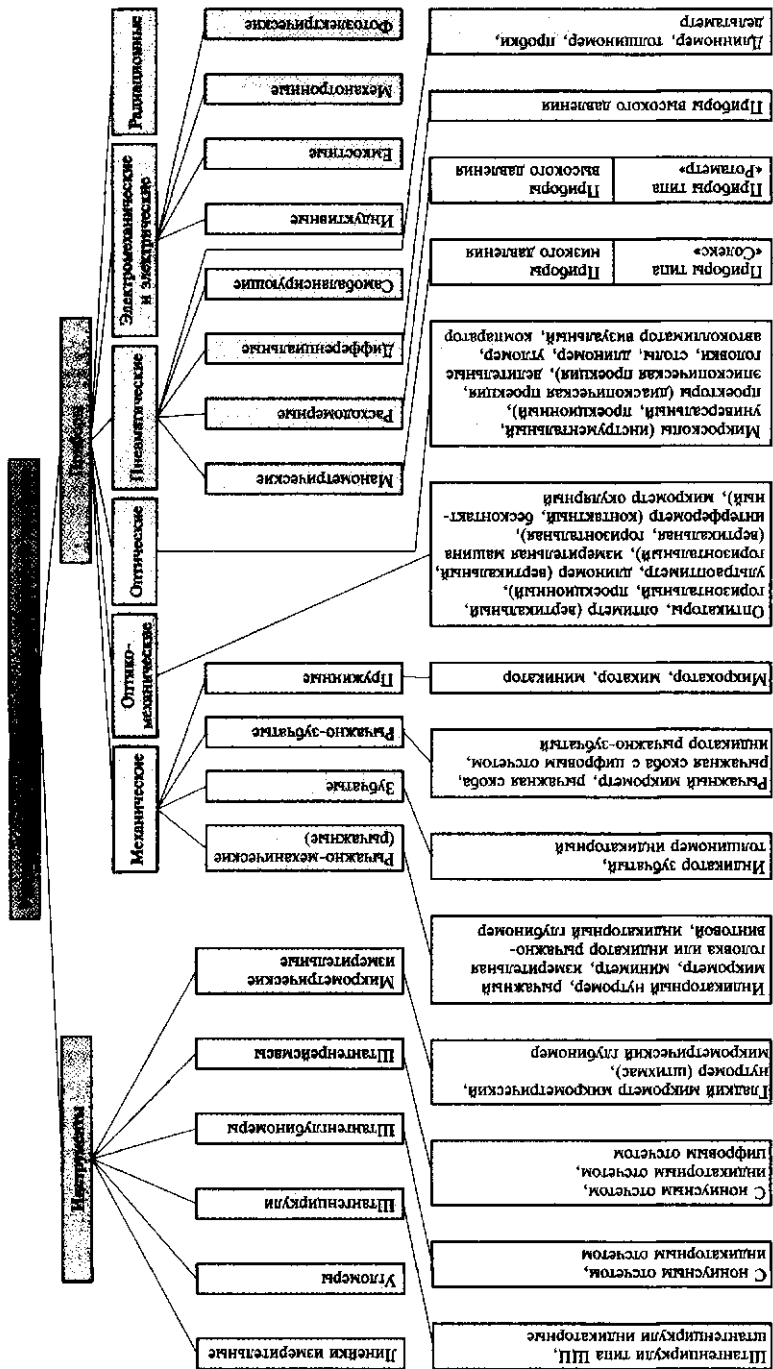 Инструменты
Приборы
Механические
Оптико-
механические
Оптические
Пневматические
Электромеханические
и электрические
Радиационные
Линейки измерительные
Угломеры
Штангенциркули
Штангенглубиномеры
Штангенрейсмасы
Микрометрические
измерительные
Рычажно-механические
(рычажные)
Зубчатые
Рычажно-зубчатые
Пружинные
Манометрические
Расходомерные
Дифференциальные
Самобалансирующие
Индуктивные
Емкостные
Механотронные
Фотоэлектрические
Штангенциркули типа ШЦ,
штангенциркули индикаторные
С нониусным отсчетом,
индикаторным отсчетом
С нониусным отсчетом,
индикаторным отсчетом,
цифровым отсчетом
Гладкий микрометр микрометрический,
нутромер (штихмас),
микрометрический глубиномер
Индикаторный нутромер, рычажный
микрометр, миниметр, измерительная
головка или индикатор рычажно-
винтовой, индикаторный глубиномер
Индикатор зубчатый,
толщиномер индикаторный
Рычажный микрометр, рычажная скоба,
рычажная скоба с цифровым отсчетом,
индикатор рычажно-зубчатый
Микрокатор, микатор, миникатор
Оптикаторы, оптиметр (вертикальный,
горизонтальный, проекционный),
ультраоптиметр, длиномер (вертикальный,
горизонтальный), измерительная машина
(вертикальная, горизонтальная),
интерферометр (контактный, бесконтакт-
ный), микрометр окулярный
Микроскопы (инструментальный,
универсальный, проекционный),
проекторы (диаскопическая проекция,
эпископическая проекция), делительные
головки, столы, длиномер, угломер,
автоколлиматор визуальный, компаратор
Приборы типа
«Солекс»
Приборы
низкого давления
Приборы типа
«Ротаметр»
Приборы
высокого давления
Приборы высокого давления
Длинномер, толщиномер, пробки,
дельтаметр